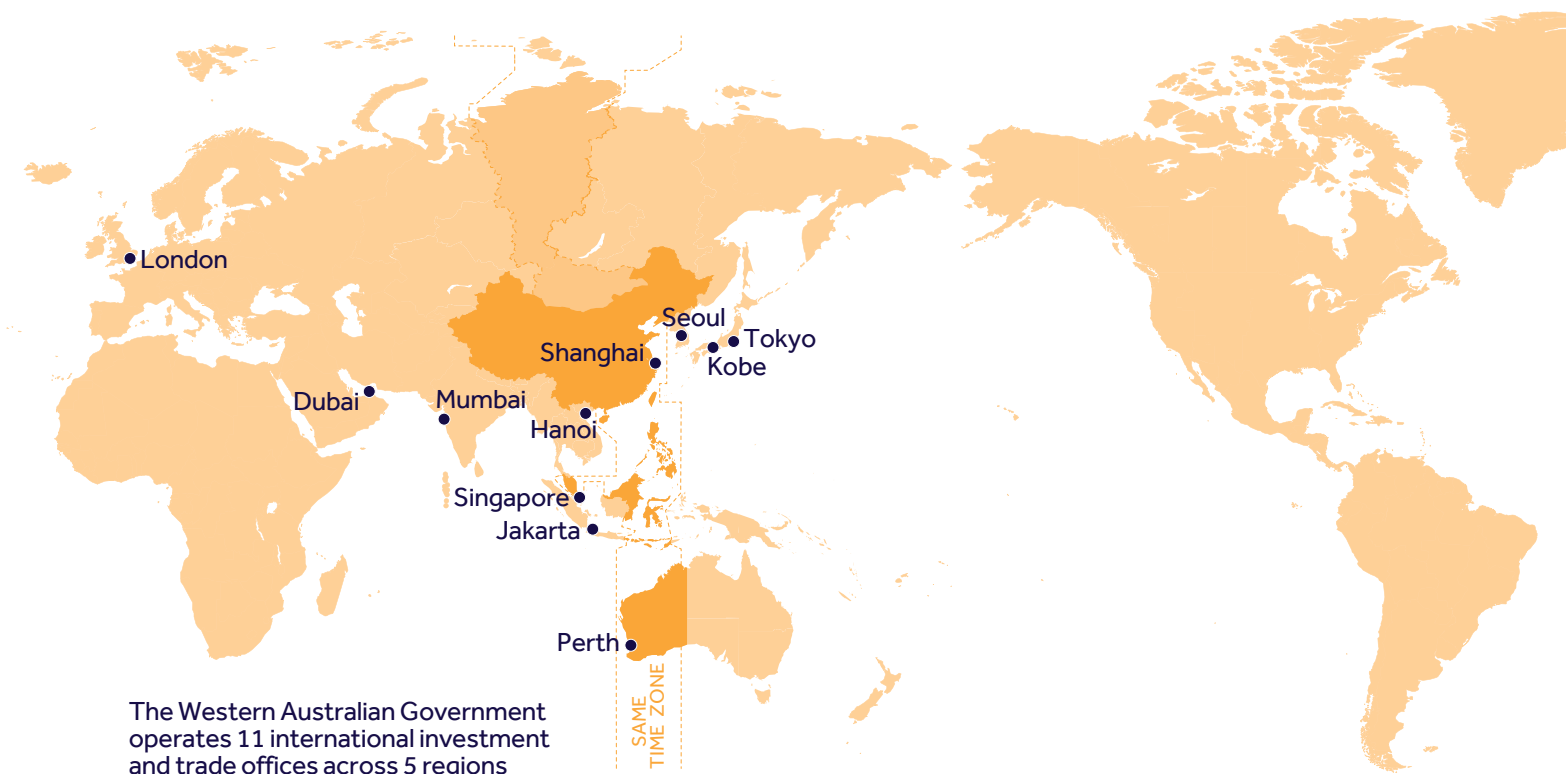 London
Seoul
Tokyo
Shanghai
Kobe
Dubai
Mumbai
Hanoi
Singapore
Jakarta
Perth
SAME
TIME ZONE
The Western Australian Government
operates 11 international investment
and trade offices across 5 regions